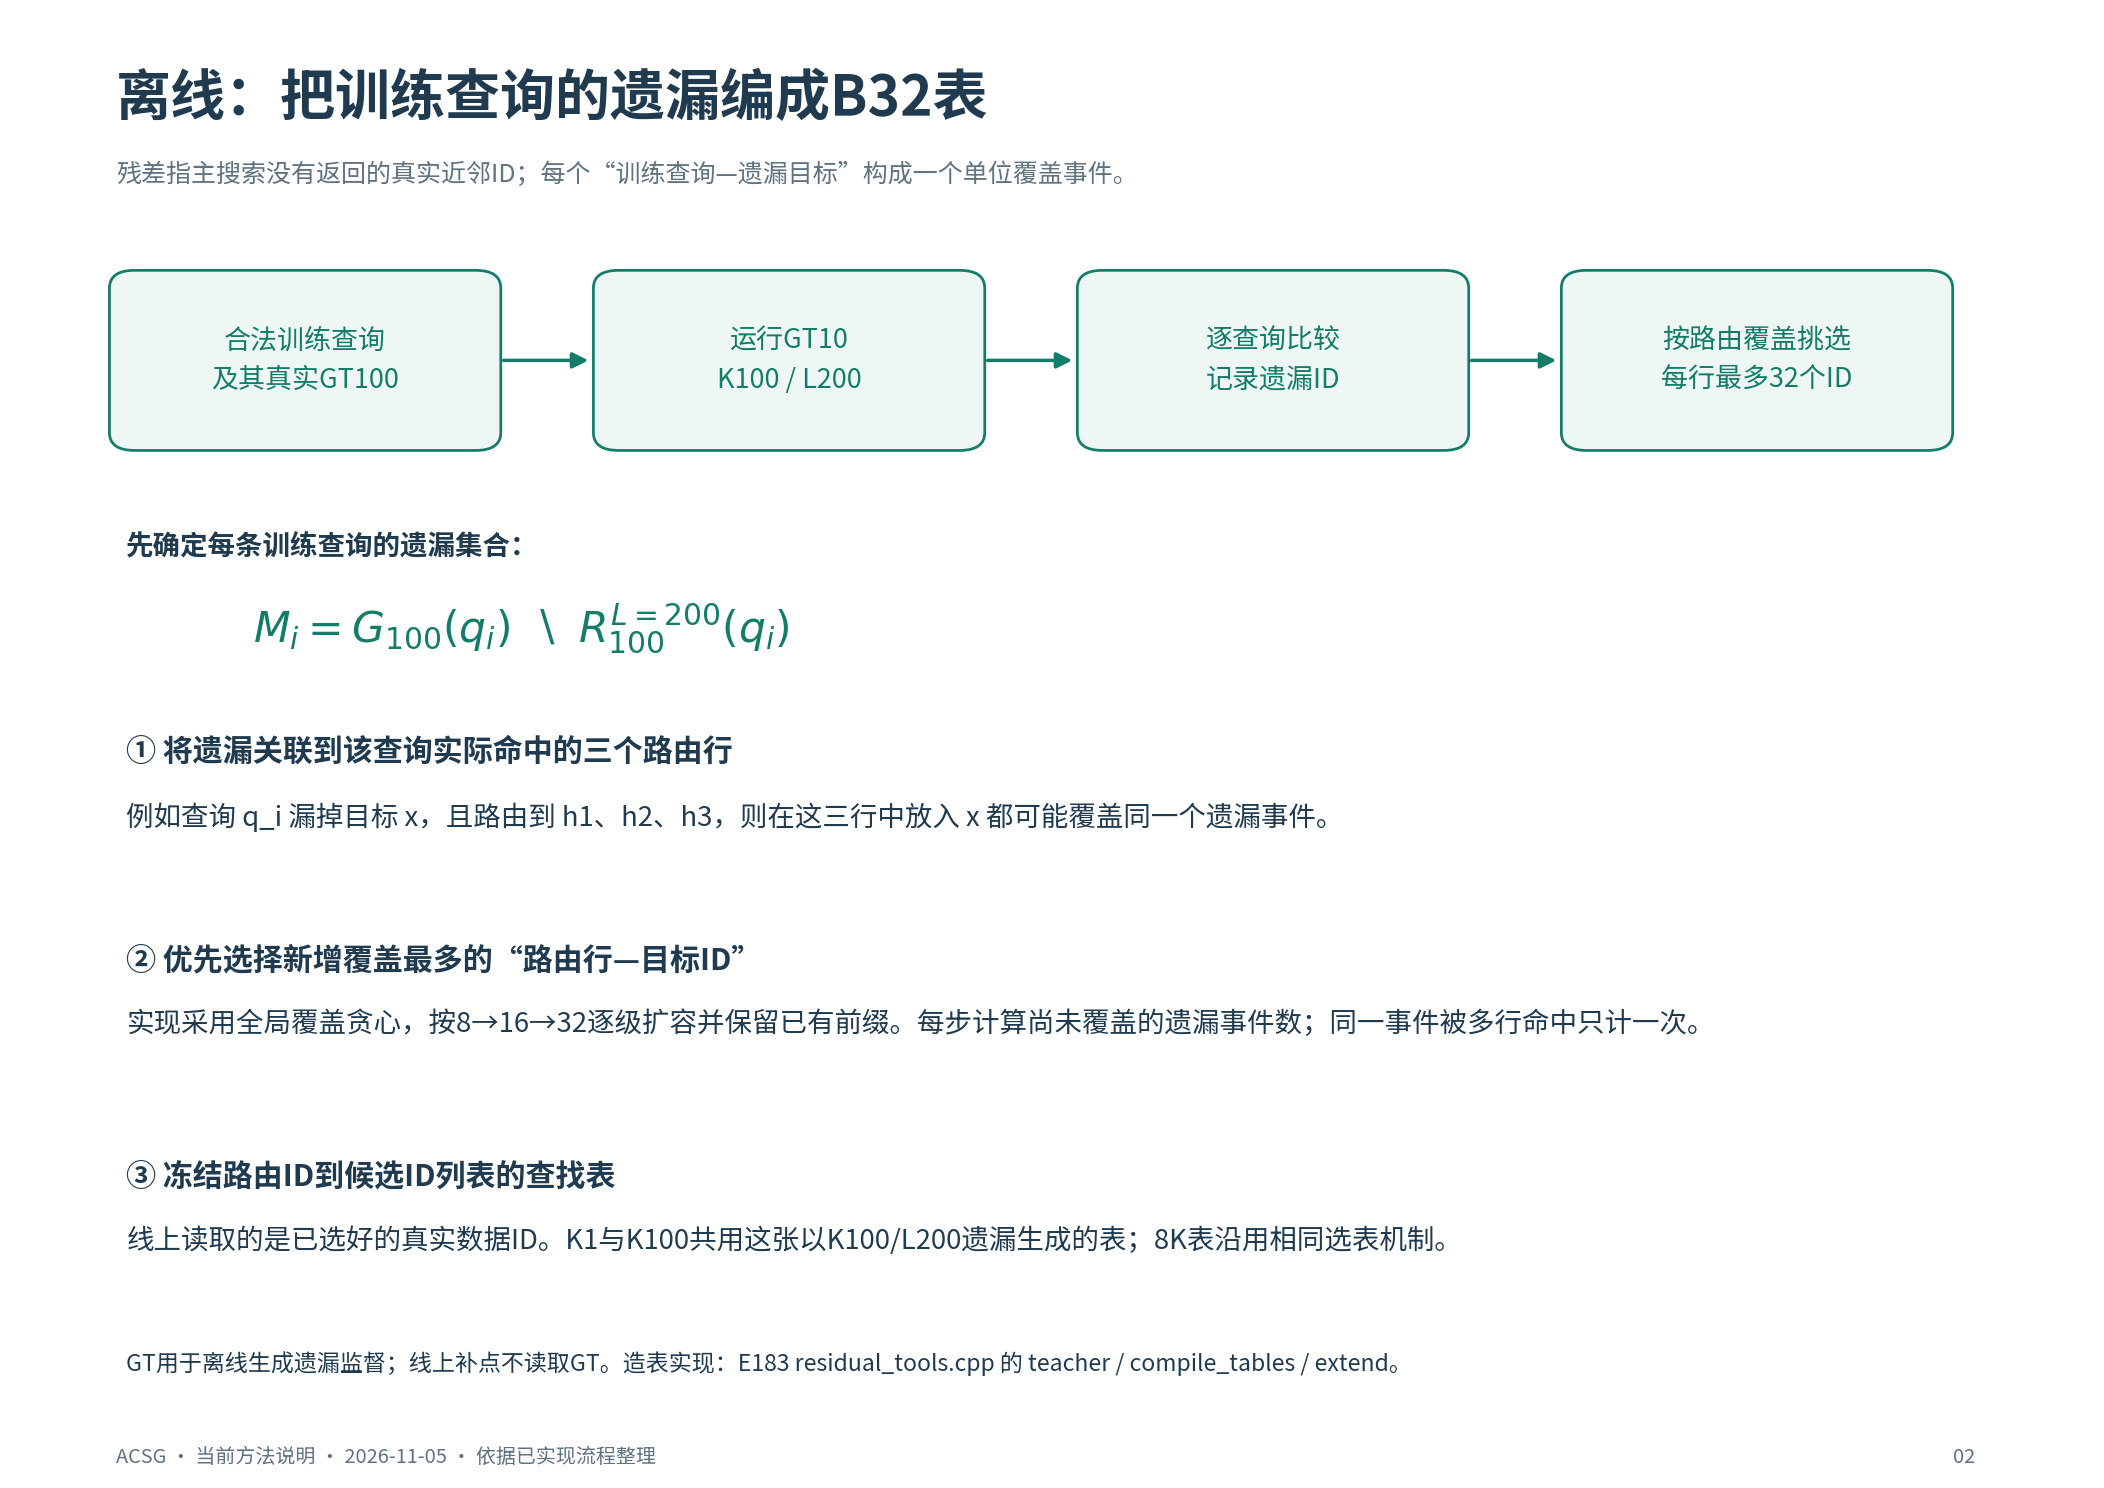 离线：把训练查询的遗漏编成B32表
残差指主搜索没有返回的真实近邻ID；每个“训练查询—遗漏目标”构成一个单位覆盖事件。
合法训练查询
及其真实GT100
运行GT10
K100 / L200
逐查询比较
记录遗漏ID
按路由覆盖挑选
每行最多32个ID
先确定每条训练查询的遗漏集合：
M_i = G_{100}(q_i) \ R_{100}^{L=200}(q_i)
① 将遗漏关联到该查询实际命中的三个路由行
例如查询 q_i 漏掉目标 x，且路由到 h1、h2、h3，则在这三行中放入 x 都可能覆盖同一个遗漏事件。
② 优先选择新增覆盖最多的“路由行—目标ID”
实现采用全局覆盖贪心，按8→16→32逐级扩容并保留已有前缀。每步计算尚未覆盖的遗漏事件数；同一事件被多行命中只计一次。
③ 冻结路由ID到候选ID列表的查找表
线上读取的是已选好的真实数据ID。K1与K100共用这张以K100/L200遗漏生成的表；8K表沿用相同选表机制。
GT用于离线生成遗漏监督；线上补点不读取GT。造表实现：E183 residual_tools.cpp 的 teacher / compile_tables / extend。
ACSG · 当前方法说明 · 2026-11-05 · 依据已实现流程整理
02